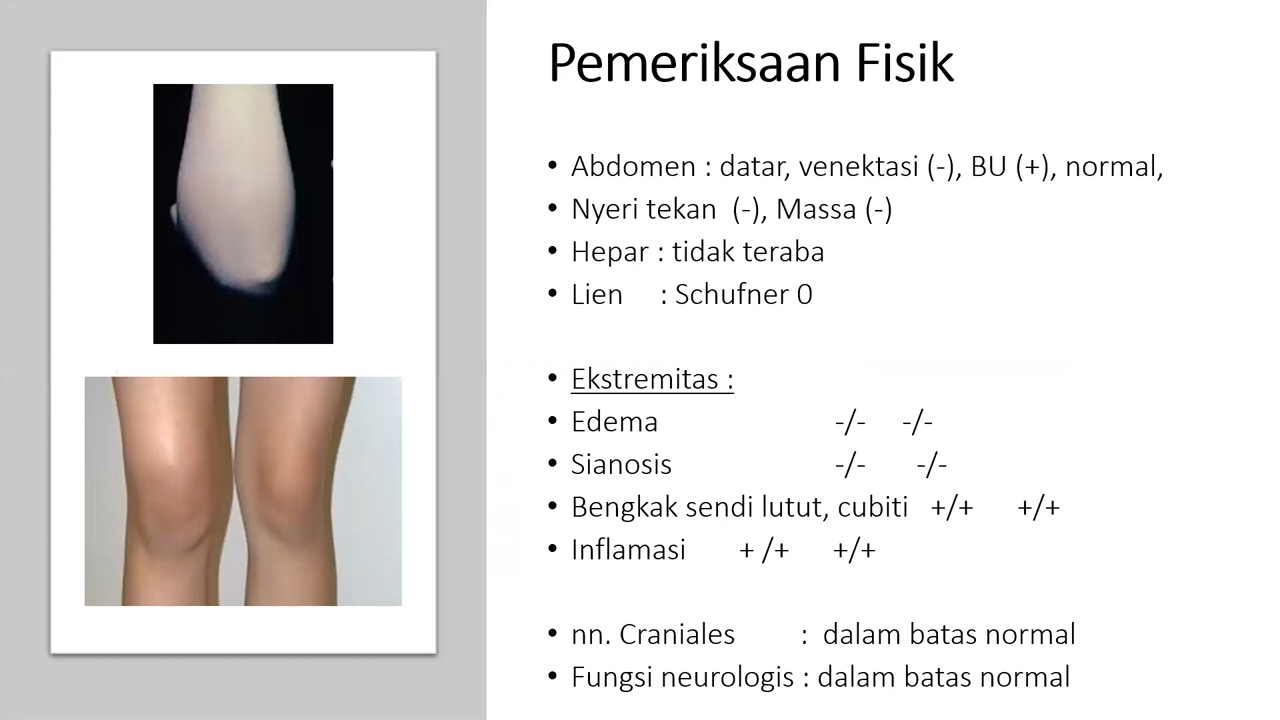 Pemeriksaan Fisik
• Abdomen : datar, venektasi (-), BU (+), normal,
• Nyeri tekan (-), Massa (-)
• Hepar : tidak teraba
• Lien : Schufner 0
• Ekstremitas :
• Edema -/- -/-
• Sianosis -/- -/-
• Bengkak sendi lutut, cubiti +/+ +/+
• Inflamasi + /+ +/+
• nn. Craniales : dalam batas normal
• Fungsi neurologis : dalam batas normal